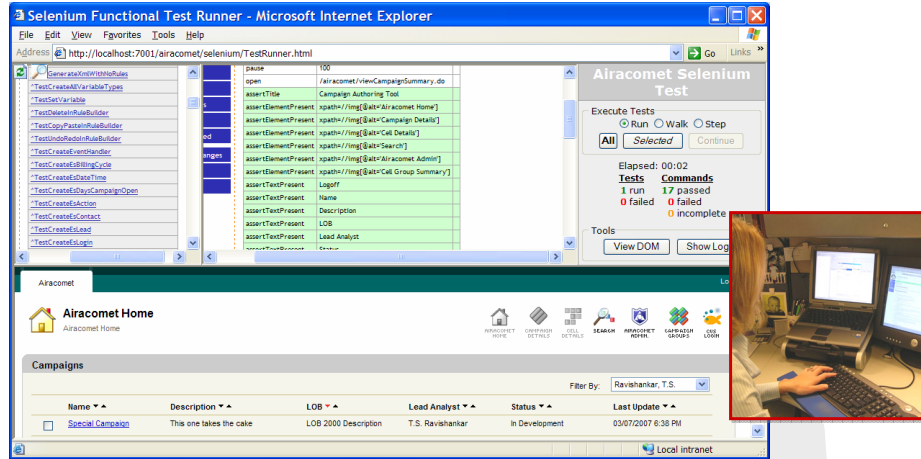 Selenium Functional Test Runner - Microsoft Internet Explorer
File Edit View Favorites Tools Help
Address http://localhost:7001/airacomet/selenium/TestRunner.html Go Links »
GenerateXmlWithNoRules
^TestCreateAllVariableTypes
^TestSetVariable
^TestDeleteInRuleBuilder
^TestCopyPasteInRuleBuilder
^TestUndoRedoInRuleBuilder
^TestCreateEventHandler
^TestCreateEsBillingCycle
^TestCreateEsDateTime
^TestCreateEsDaysCampaignOpen
^TestCreateEsAction
^TestCreateEsContact
^TestCreateEsLead
^TestCreateEsLogin
s
ed
anges
pause 100
open /airacomet/viewCampaignSummary.do
assertTitle Campaign Authoring Tool
assertElementPresent xpath=//img[@alt='Airacomet Home']
assertElementPresent xpath=//img[@alt='Campaign Details']
assertElementPresent xpath=//img[@alt='Cell Details']
assertElementPresent xpath=//img[@alt='Search']
assertElementPresent xpath=//img[@alt='Airacomet Admin']
assertElementPresent xpath=//img[@alt='Cell Group Summary']
assertTextPresent Logoff
assertTextPresent Name
assertTextPresent Description
assertTextPresent LOB
assertTextPresent Lead Analyst
assertTextPresent Status
Airacomet Selenium
Test
Execute Tests
Run Walk Step
All Selected Continue
Elapsed: 00:02
Tests Commands
1 run 17 passed
0 failed 0 failed
0 incomplete
Tools
View DOM Show Log
Airacomet Lo
Airacomet Home
Airacomet Home
AIRACOMET HOME
CAMPAIGN DETAILS
CELL DETAILS
SEARCH
AIRACOMET ADMIN.
CAMPAIGN GROUPS
LOGIN
Campaigns
Filter By: Ravishankar, T.S.
Name Description LOB Lead Analyst Status Last Update
Special Campaign This one takes the cake LOB 2000 Description T.S. Ravishankar In Development 03/07/2007 6:38 PM
Local intranet